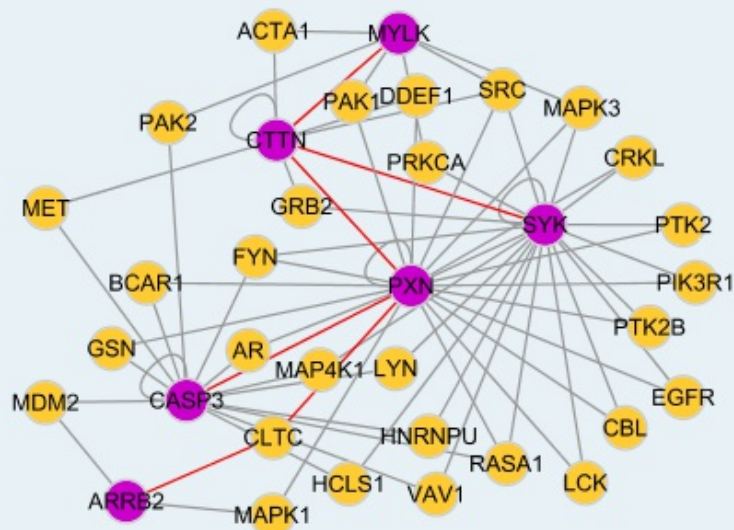 ACTA1
MYLK
PAK1
DDEF1
SRC
MAPK3
PAK2
CTTN
PRKCA
CRKL
MET
GRB2
SYK
PTK2
FYN
BCAR1
PXN
PIK3R1
PTK2B
GSN
AR
MAP4K1
LYN
MDM2
CASP3
EGFR
CLTC
HNRNPU
CBL
RASA1
ARRB2
HCLS1
LCK
VAV1
MAPK1